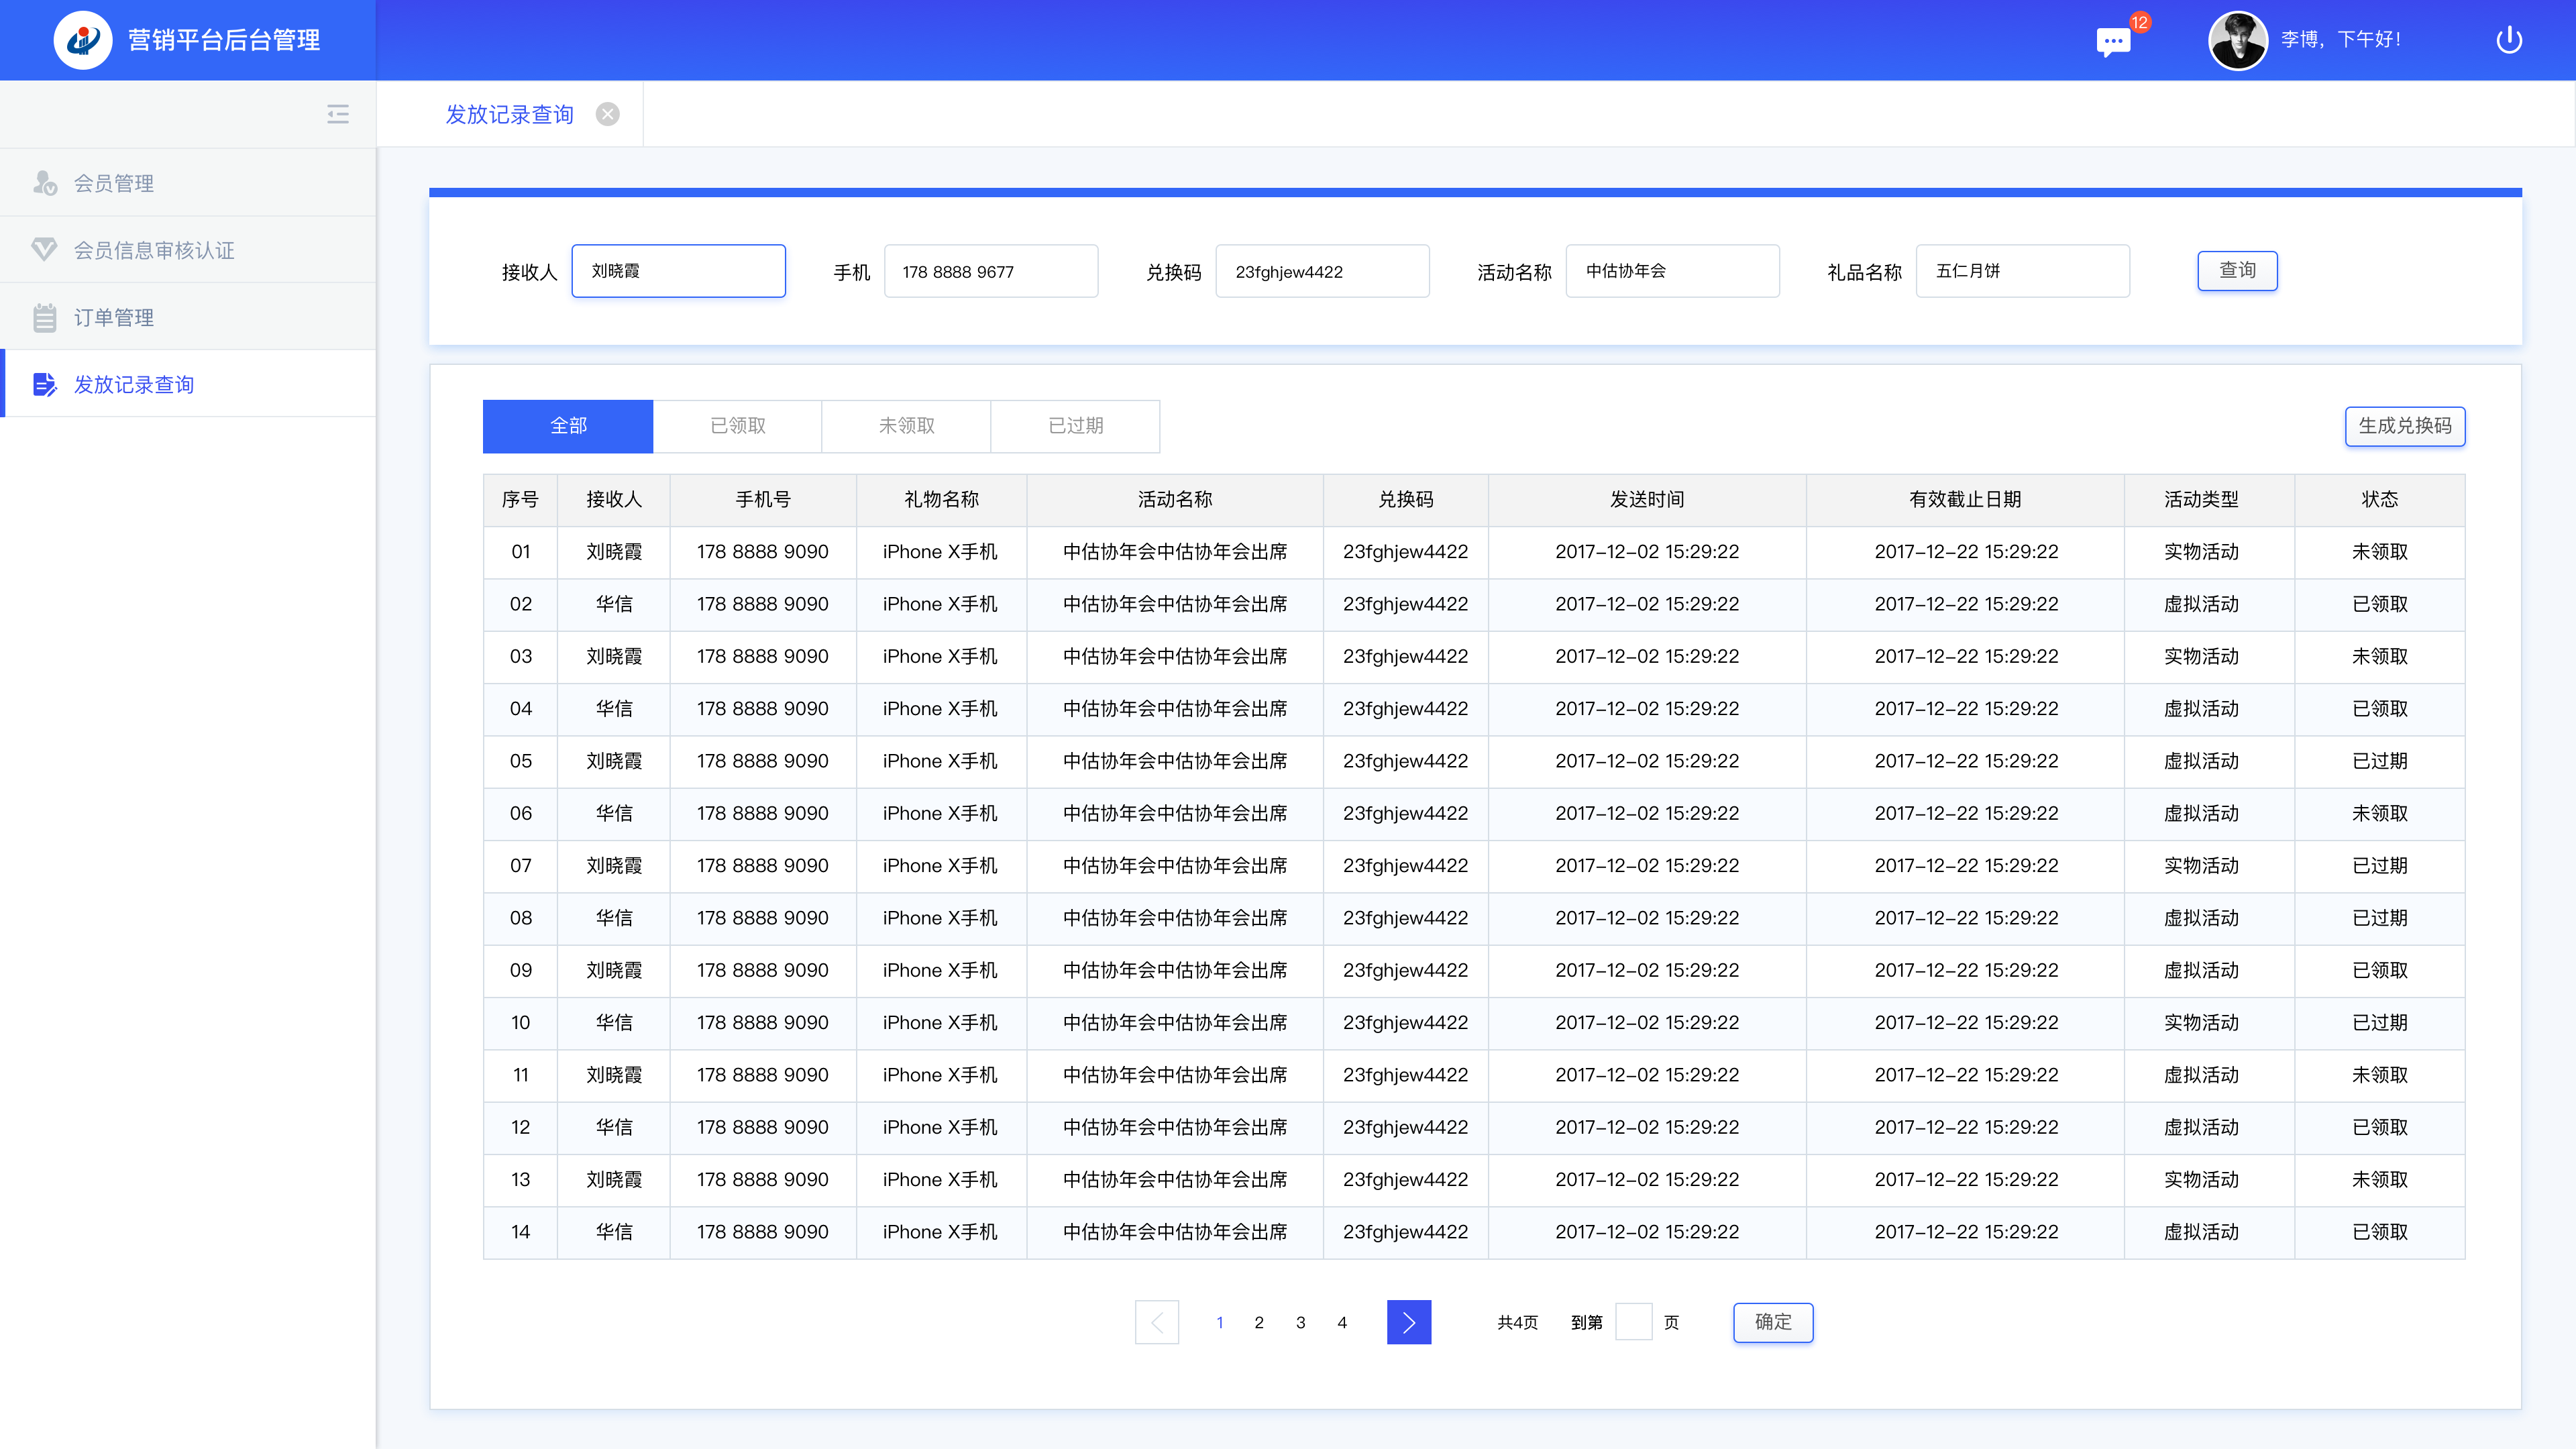 营销平台后台管理
12
李博，下午好！
发放记录查询
会员管理
会员信息审核认证
订单管理
发放记录查询
接收人 刘晓霞 手机 178 8888 9677 兑换码 23fghjew4422 活动名称 中估协年会 礼品名称 五仁月饼 查询
全部 已领取 未领取 已过期 生成兑换码
序号 接收人 手机号 礼物名称 活动名称 兑换码 发送时间 有效截止日期 活动类型 状态
01 刘晓霞 178 8888 9090 iPhone X手机 中估协年会中估协年会出席 23fghjew4422 2017-12-02 15:29:22 2017-12-22 15:29:22 实物活动 未领取
02 华信 178 8888 9090 iPhone X手机 中估协年会中估协年会出席 23fghjew4422 2017-12-02 15:29:22 2017-12-22 15:29:22 虚拟活动 已领取
03 刘晓霞 178 8888 9090 iPhone X手机 中估协年会中估协年会出席 23fghjew4422 2017-12-02 15:29:22 2017-12-22 15:29:22 实物活动 未领取
04 华信 178 8888 9090 iPhone X手机 中估协年会中估协年会出席 23fghjew4422 2017-12-02 15:29:22 2017-12-22 15:29:22 虚拟活动 已领取
05 刘晓霞 178 8888 9090 iPhone X手机 中估协年会中估协年会出席 23fghjew4422 2017-12-02 15:29:22 2017-12-22 15:29:22 虚拟活动 已过期
06 华信 178 8888 9090 iPhone X手机 中估协年会中估协年会出席 23fghjew4422 2017-12-02 15:29:22 2017-12-22 15:29:22 虚拟活动 未领取
07 刘晓霞 178 8888 9090 iPhone X手机 中估协年会中估协年会出席 23fghjew4422 2017-12-02 15:29:22 2017-12-22 15:29:22 实物活动 已过期
08 华信 178 8888 9090 iPhone X手机 中估协年会中估协年会出席 23fghjew4422 2017-12-02 15:29:22 2017-12-22 15:29:22 虚拟活动 已过期
09 刘晓霞 178 8888 9090 iPhone X手机 中估协年会中估协年会出席 23fghjew4422 2017-12-02 15:29:22 2017-12-22 15:29:22 虚拟活动 已领取
10 华信 178 8888 9090 iPhone X手机 中估协年会中估协年会出席 23fghjew4422 2017-12-02 15:29:22 2017-12-22 15:29:22 实物活动 已过期
11 刘晓霞 178 8888 9090 iPhone X手机 中估协年会中估协年会出席 23fghjew4422 2017-12-02 15:29:22 2017-12-22 15:29:22 虚拟活动 未领取
12 华信 178 8888 9090 iPhone X手机 中估协年会中估协年会出席 23fghjew4422 2017-12-02 15:29:22 2017-12-22 15:29:22 虚拟活动 已领取
13 刘晓霞 178 8888 9090 iPhone X手机 中估协年会中估协年会出席 23fghjew4422 2017-12-02 15:29:22 2017-12-22 15:29:22 实物活动 未领取
14 华信 178 8888 9090 iPhone X手机 中估协年会中估协年会出席 23fghjew4422 2017-12-02 15:29:22 2017-12-22 15:29:22 虚拟活动 已领取
1 2 3 4 共4页 到第 页 确定